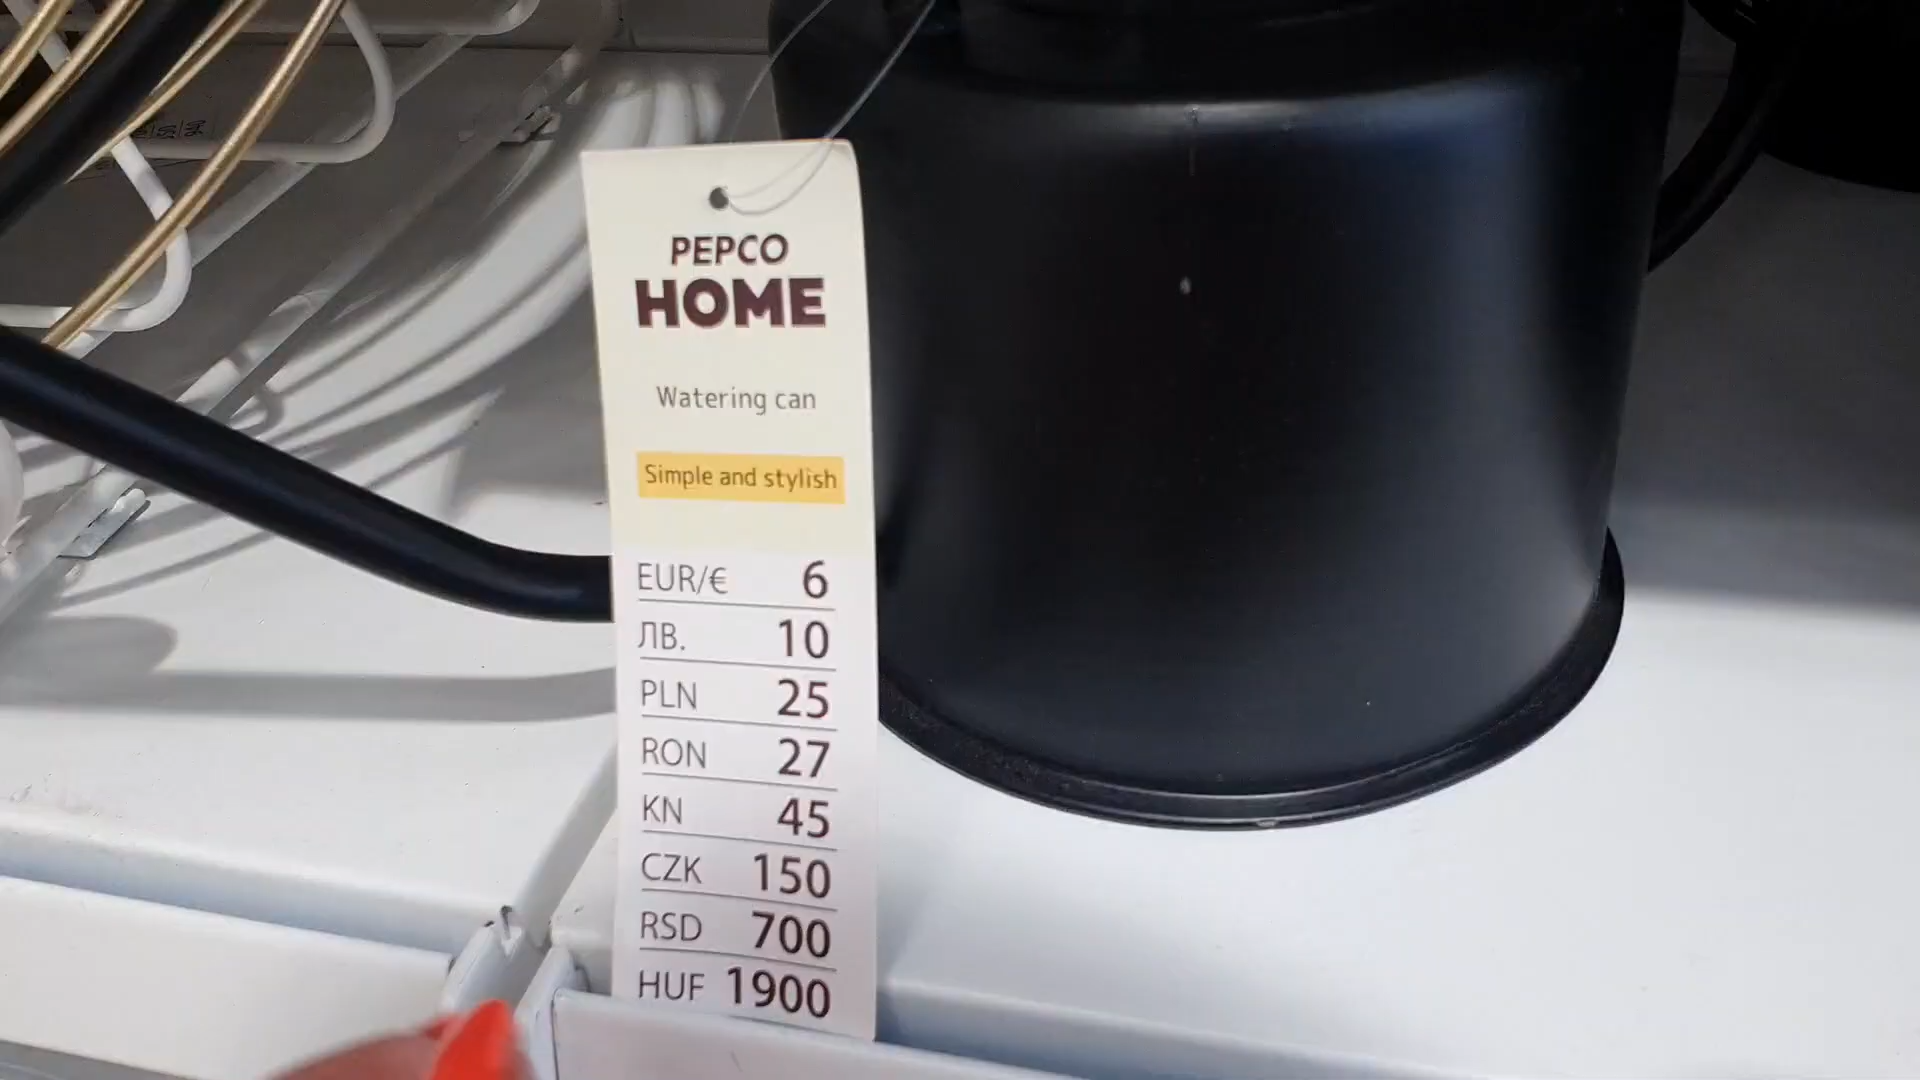 PEPCO
HOME
Watering can
Simple and stylish
EUR/€ 6
ЛВ. 10
PLN 25
RON 27
KN 45
CZK 150
RSD 700
HUF 1900